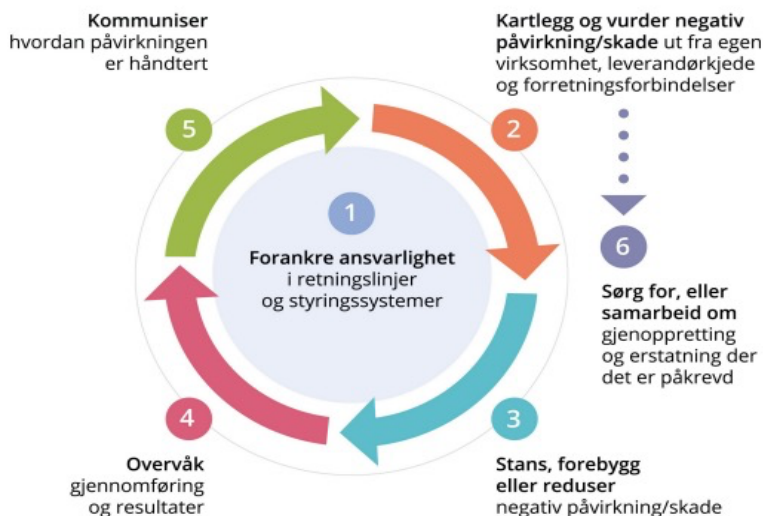 Kommuniser
hvordan påvirkningen
er håndtert
5
Kartlegg og vurder negativ
påvirkning/skade ut fra egen
virksomhet, leverandørkjede
og forretningsforbindelser
2
1
Forankre ansvarlighet
i retningslinjer
og styringssystemer
6
Sørg for, eller
samarbeid om
gjenoppretting
og erstatning der
det er påkrevd
4
Overvåk
gjennomføring
og resultater
3
Stans, forebygg
eller reduser
negativ påvirkning/skade